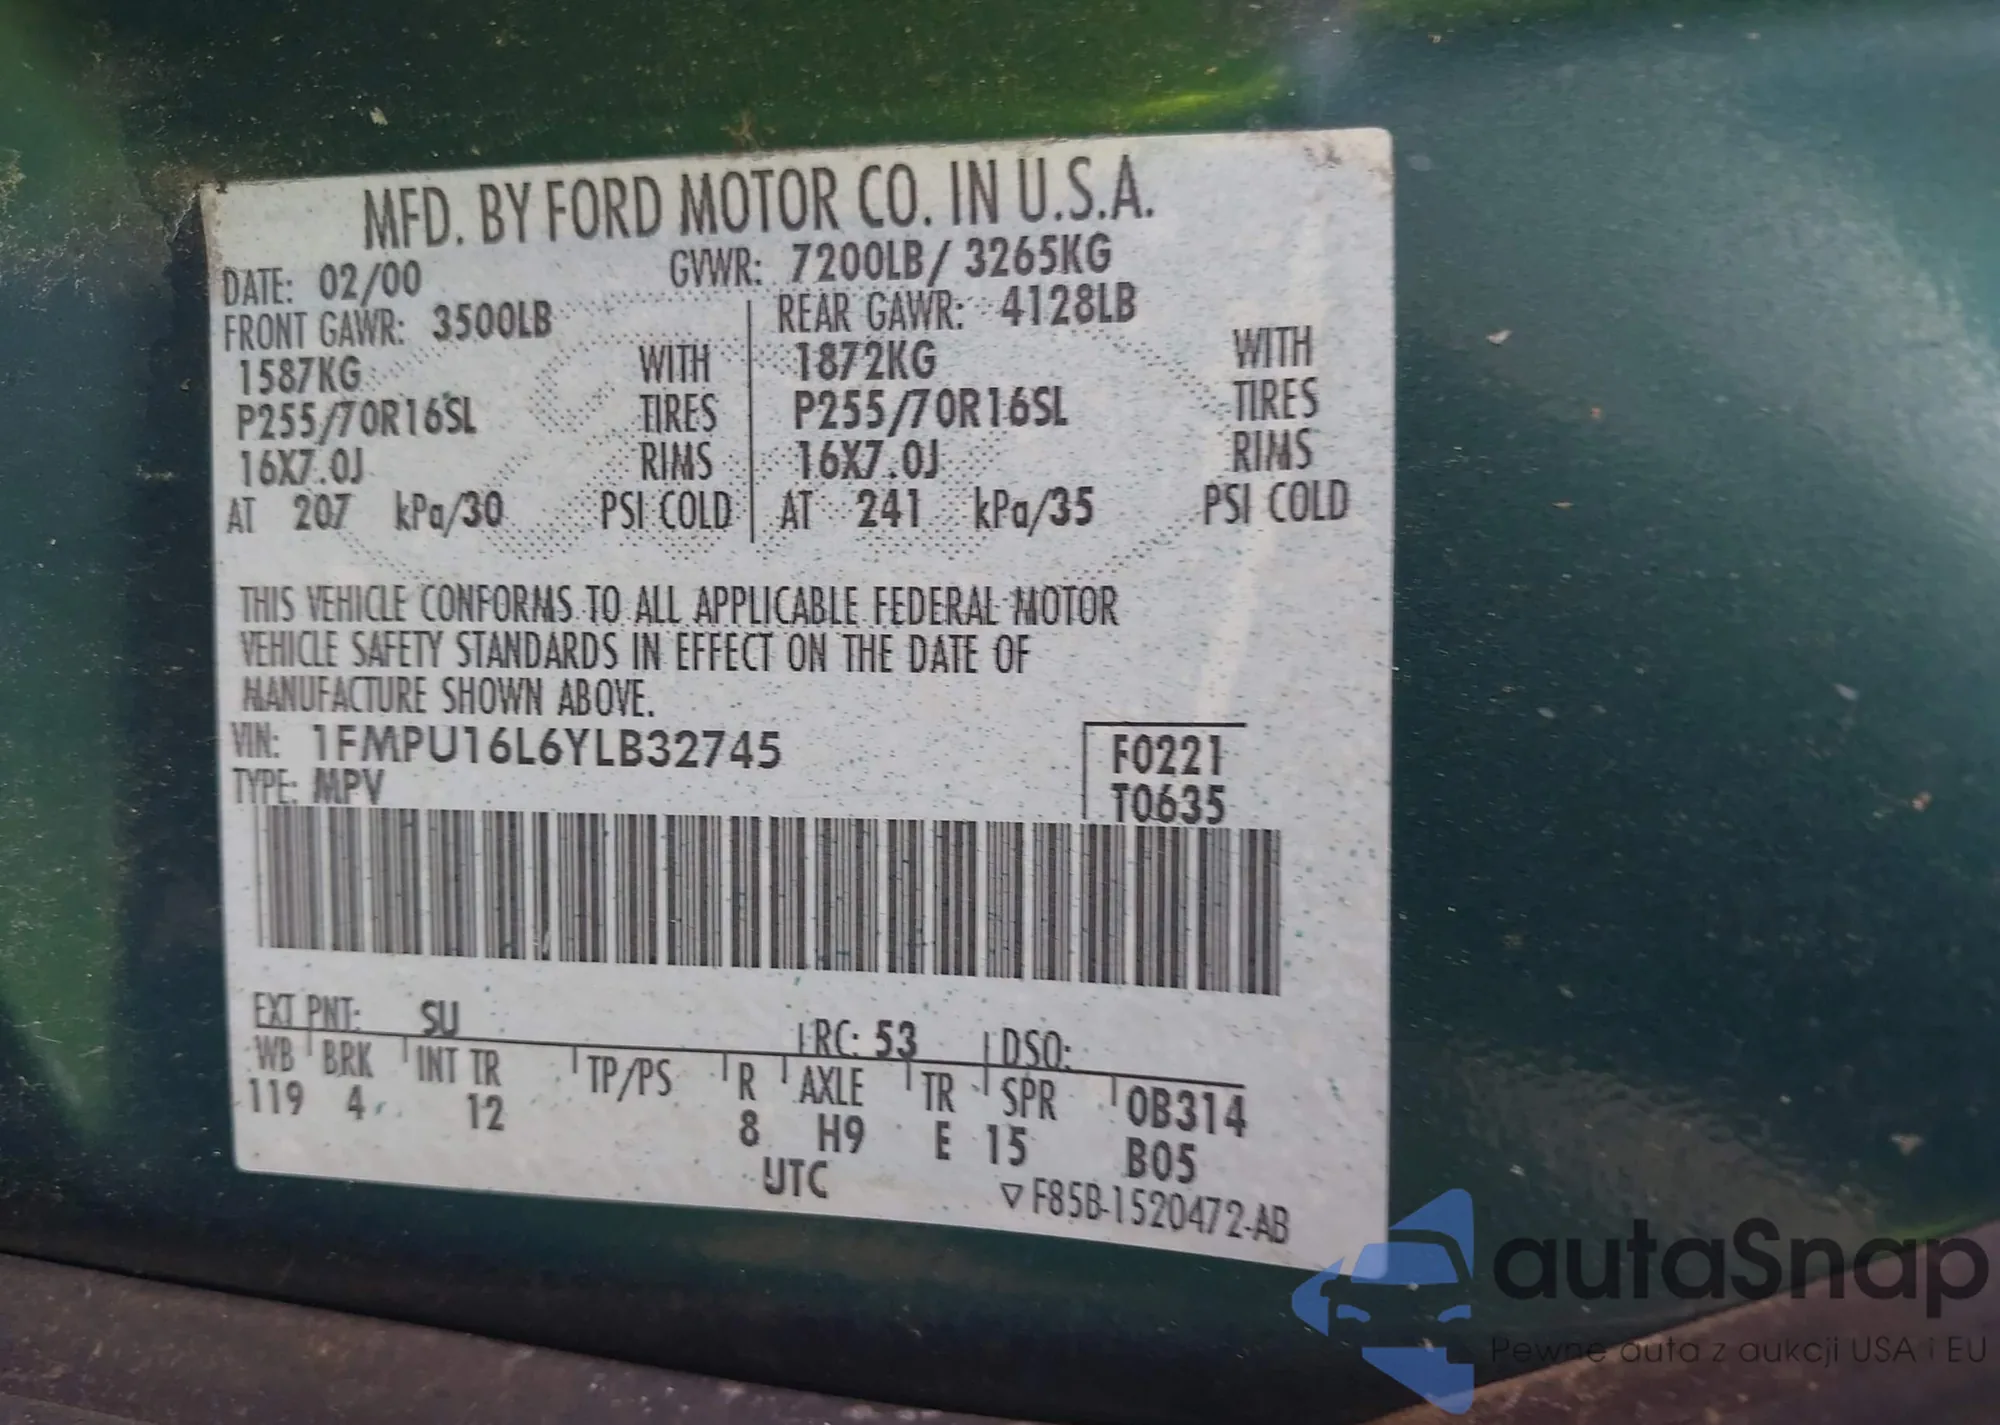 MFD. BY FORD MOTOR CO. IN U.S.A.
DATE: 02/00 GVWR: 7200LB/ 3265KG
FRONT GAWR: 3500LB REAR GAWR: 4128LB
1587KG WITH 1872KG WITH
P255/70R16SL TIRES P255/70R16SL TIRES
16X7.0J RIMS 16X7.0J RIMS
AT 207 kPa/30 PSI COLD AT 241 kPa/35 PSI COLD
THIS VEHICLE CONFORMS TO ALL APPLICABLE FEDERAL MOTOR
VEHICLE SAFETY STANDARDS IN EFFECT ON THE DATE OF
MANUFACTURE SHOWN ABOVE.
VIN: 1FMPU16L6YLB32745 F0221
TYPE: MPV T0635
EXT PNT: SU RC: 53 DSO:
WB BRK INT TR TP/PS R AXLE TR SPR 0B314
119 4 12 8 H9 E 15 B05
UTC ▽ F85B-1520472-AB
autaSnap
Pewne auta z aukcji USA i EU